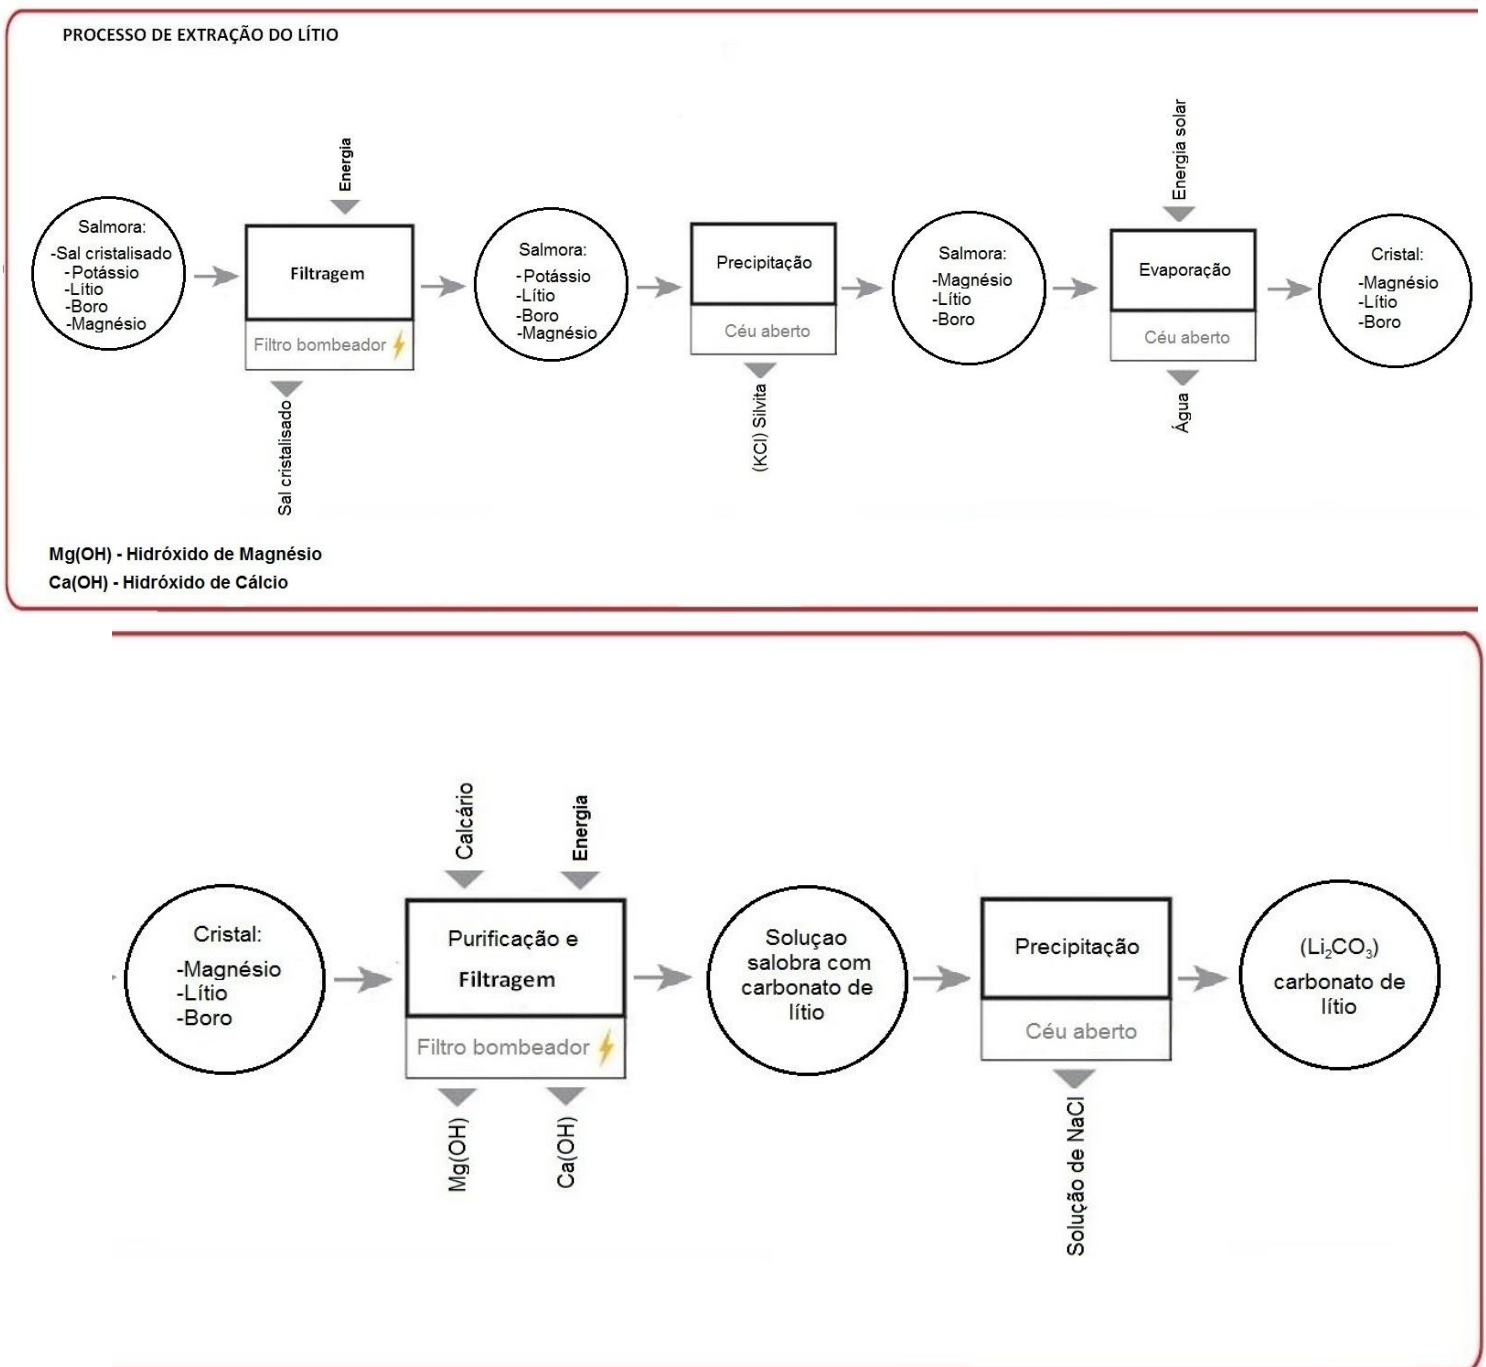 PROCESSO DE EXTRAÇÃO DO LÍTIO
Energia
Energia solar
Salmora:
-Sal cristalisado
-Potássio
-Lítio
-Boro
-Magnésio
Filtragem
Filtro bombeador
Sal cristalisado
Salmora:
-Potássio
-Lítio
-Boro
-Magnésio
Precipitação
Céu aberto
(KCl) Silvita
Salmora:
-Magnésio
-Lítio
-Boro
Evaporação
Céu aberto
Água
Cristal:
-Magnésio
-Lítio
-Boro
Mg(OH) - Hidróxido de Magnésio
Ca(OH) - Hidróxido de Cálcio
Calcário
Energia
Cristal:
-Magnésio
-Lítio
-Boro
Purificação e
Filtragem
Filtro bombeador
Mg(OH)
Ca(OH)
Soluçao
salobra com
carbonato de
lítio
Precipitação
Céu aberto
Solução de NaCl
(Li₂CO₃)
carbonato de
lítio